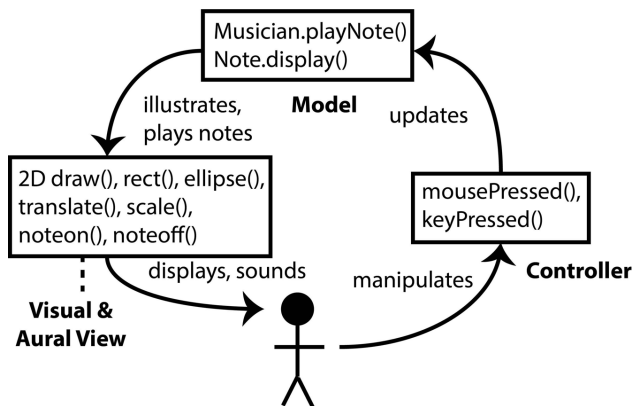 Musician.playNote()
Note.display()
Model
illustrates,
plays notes
updates
2D draw(), rect(), ellipse(),
translate(), scale(),
noteon(), noteoff()
mousePressed(),
keyPressed()
displays, sounds
manipulates
Controller
Visual &
Aural View